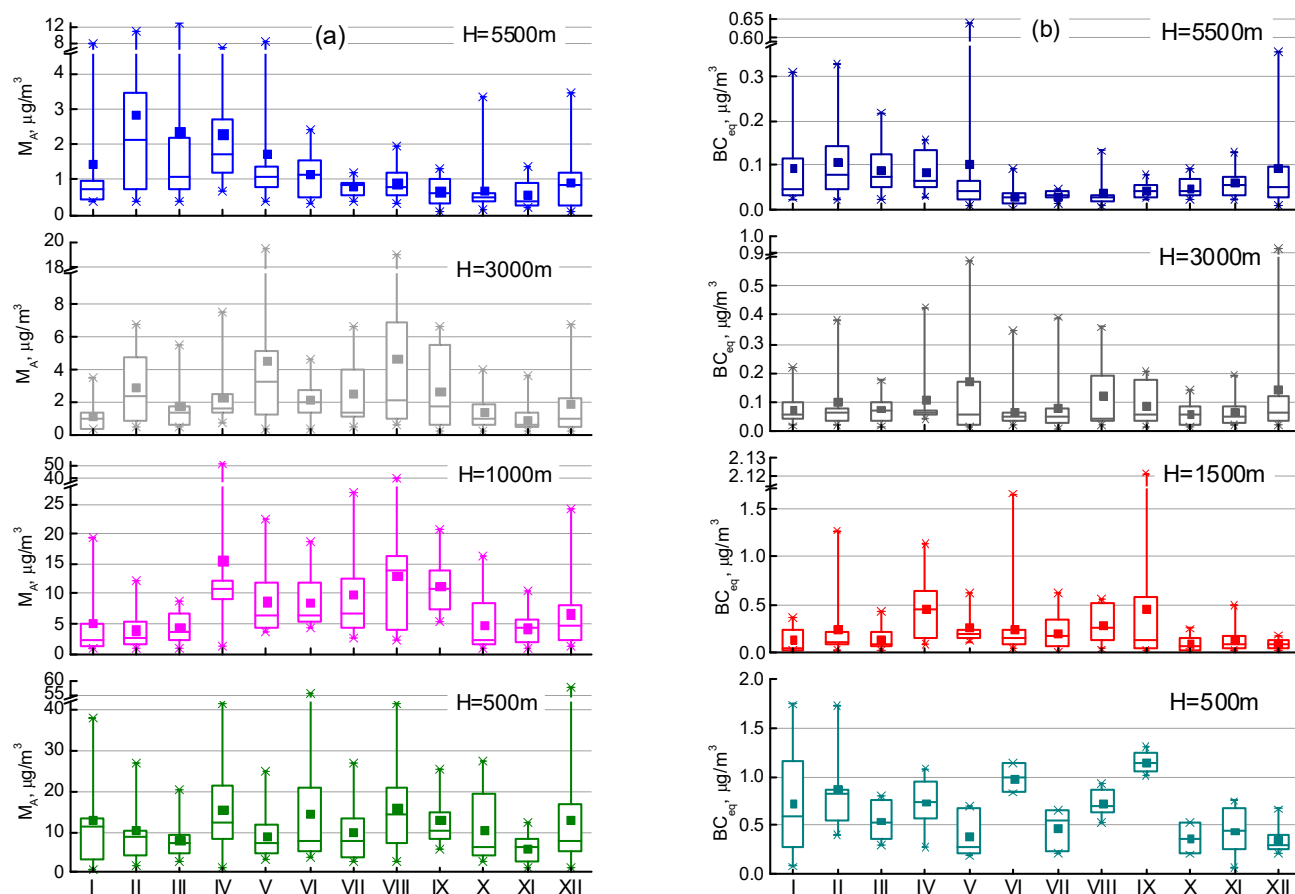 (a)
H=5500m
12
8
4
3
2
1
0
M_A, µg/m³
H=3000m
20
18
8
6
4
2
0
M_A, µg/m³
H=1000m
50
40
25
20
15
10
5
0
M_A, µg/m³
H=500m
60
55
40
30
20
10
0
M_A, µg/m³
I II III IV V VI VII VIII IX X XI XII
(b)
H=5500m
0.65
0.60
0.3
0.2
0.1
0.0
BC_eq, µg/m³
H=3000m
1.0
0.9
0.6
0.5
0.4
0.3
0.2
0.1
0.0
BC_eq, µg/m³
H=1500m
2.13
2.12
1.5
1.0
0.5
0.0
BC_eq, µg/m³
H=500m
2.0
1.5
1.0
0.5
0.0
BC_eq, µg/m³
I II III IV V VI VII VIII IX X XI XII